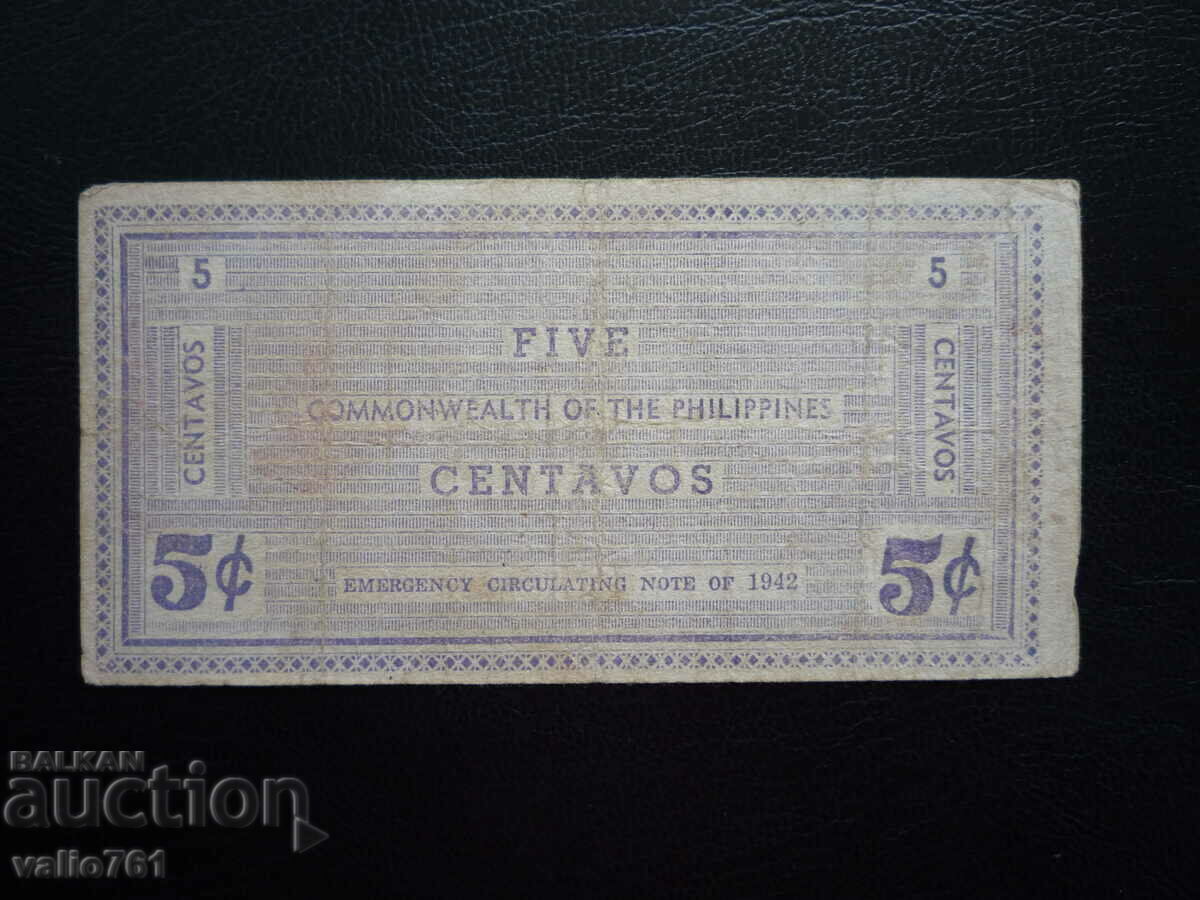 5 5
FIVE
CENTAVOS CENTAVOS
COMMONWEALTH OF THE PHILIPPINES
CENTAVOS
5¢ 5¢
EMERGENCY CIRCULATING NOTE OF 1942
BALKAN
auction
valio761